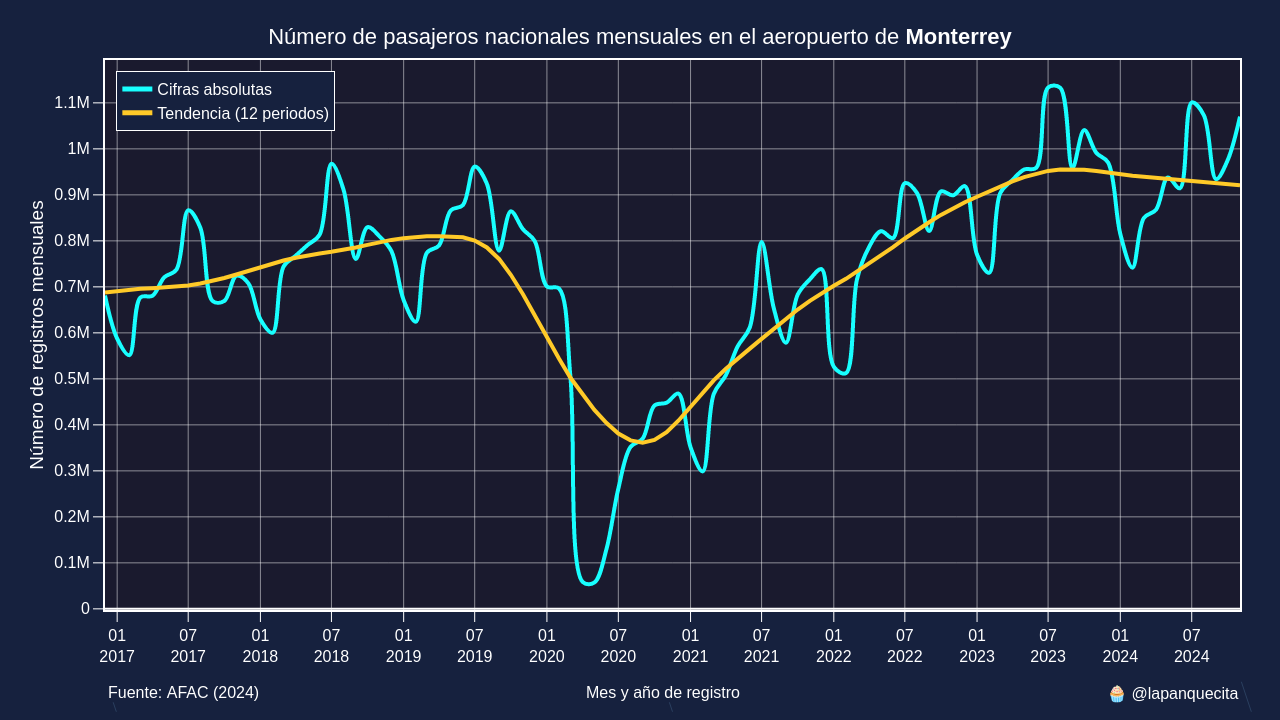 Número de pasajeros nacionales mensuales en el aeropuerto de Monterrey
Cifras absolutas
Tendencia (12 periodos)
Número de registros mensuales
1.1M
1M
0.9M
0.8M
0.7M
0.6M
0.5M
0.4M
0.3M
0.2M
0.1M
0
01 07 01 07 01 07 01 07 01 07 01 07 01 07 01 07
2017 2017 2018 2018 2019 2019 2020 2020 2021 2021 2022 2022 2023 2023 2024 2024
Fuente: AFAC (2024) Mes y año de registro 🧁 @lapanquecita